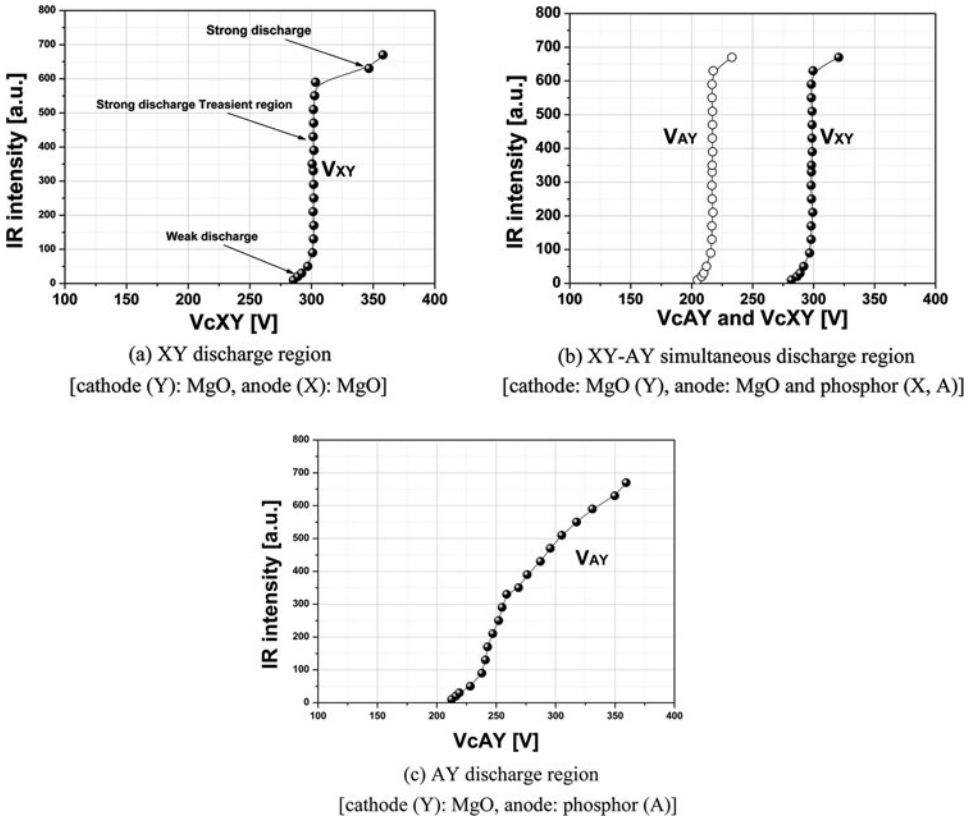 800
700
600
500
400
300
200
100
0
IR intensity [a.u.]
Strong discharge
Strong discharge Treasient region
VXY
Weak discharge
100 150 200 250 300 350 400
VcXY [V]
(a) XY discharge region
[cathode (Y): MgO, anode (X): MgO]
800
700
600
500
400
300
200
100
0
IR intensity [a.u.]
VAY
VXY
100 150 200 250 300 350 400
VcAY and VcXY [V]
(b) XY-AY simultaneous discharge region
[cathode: MgO (Y), anode: MgO and phosphor (X, A)]
800
700
600
500
400
300
200
100
0
IR intensity [a.u.]
VAY
100 150 200 250 300 350 400
VcAY [V]
(c) AY discharge region
[cathode (Y): MgO, anode: phosphor (A)]